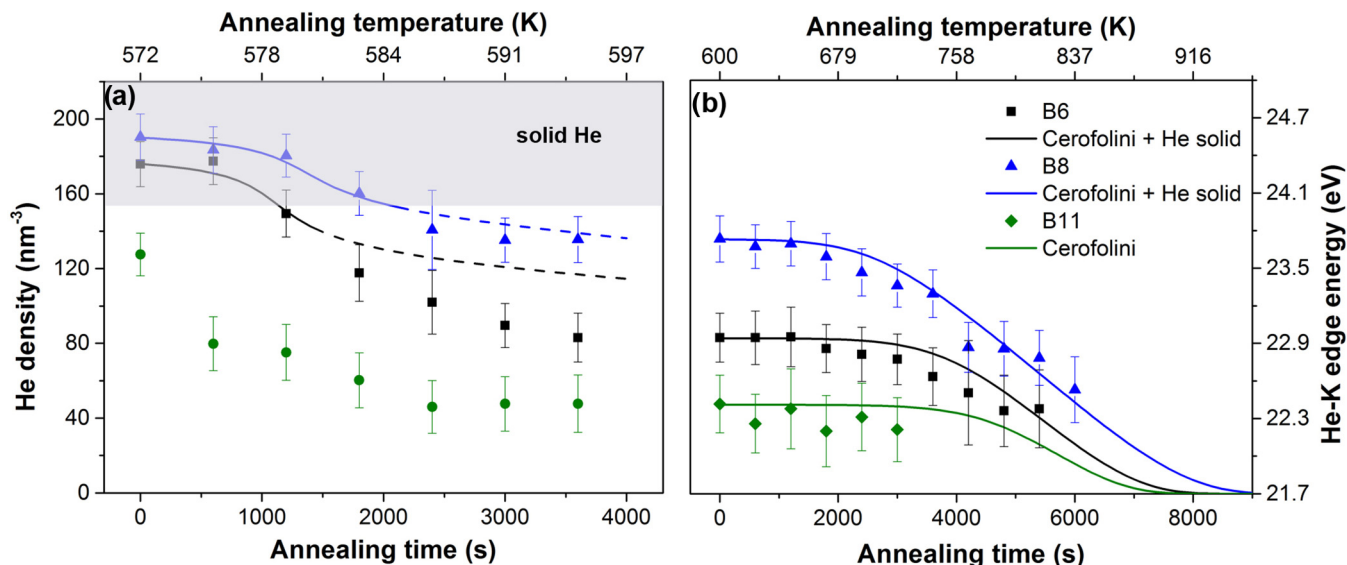 Annealing temperature (K)
572 578 584 591 597
(a)
solid He
He density (nm⁻³)
200
160
120
80
40
0
0 1000 2000 3000 4000
Annealing time (s)
Annealing temperature (K)
600 679 758 837 916
(b)
B6
Cerofolini + He solid
B8
Cerofolini + He solid
B11
Cerofolini
24.7
24.1
23.5
22.9
22.3
21.7
He-K edge energy (eV)
0 2000 4000 6000 8000
Annealing time (s)